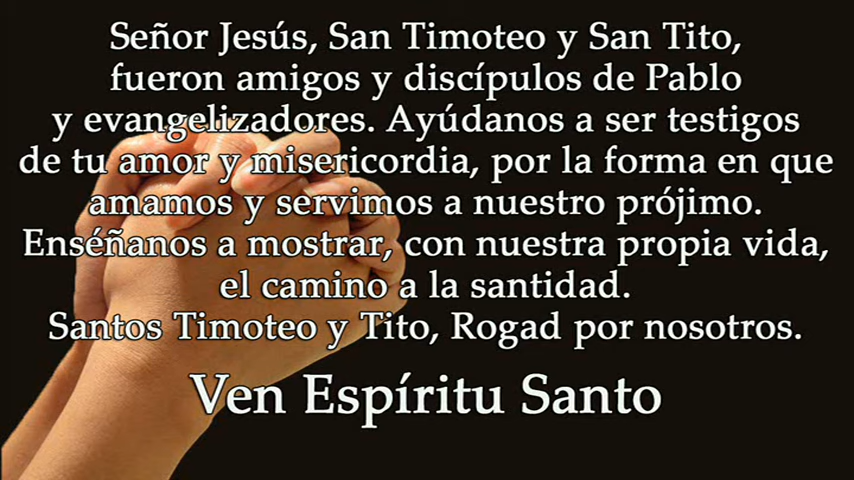 Señor Jesús, San Timoteo y San Tito,
fueron amigos y discípulos de Pablo
y evangelizadores. Ayúdanos a ser testigos
de tu amor y misericordia, por la forma en que
amamos y servimos a nuestro prójimo.
Enséñanos a mostrar, con nuestra propia vida,
el camino a la santidad.
Santos Timoteo y Tito, Rogad por nosotros.
Ven Espíritu Santo